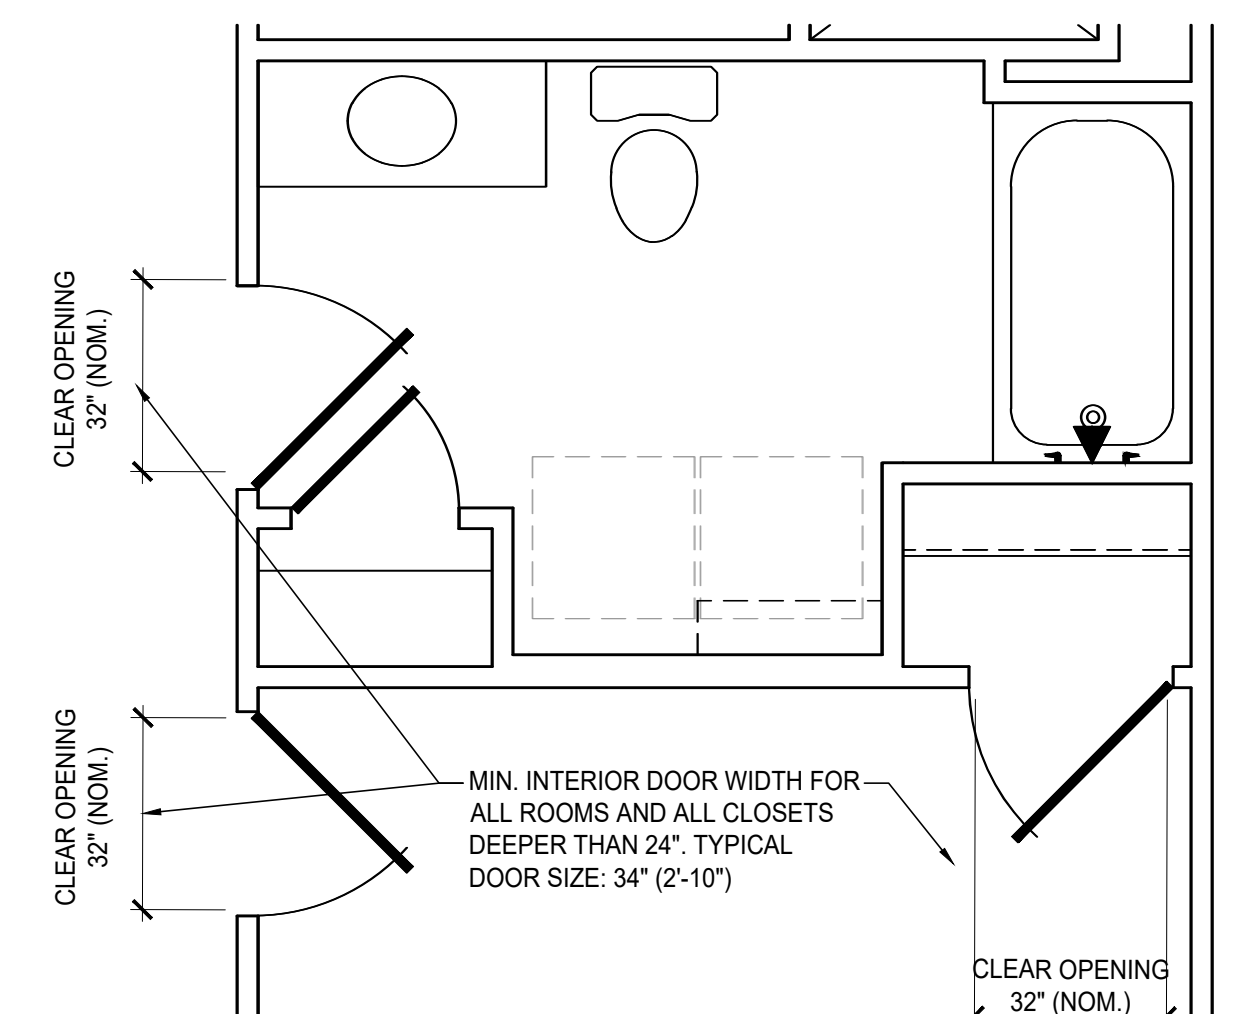 CLEAR OPENING
32" (NOM.)
CLEAR OPENING
32" (NOM.)
MIN. INTERIOR DOOR WIDTH FOR
ALL ROOMS AND ALL CLOSETS
DEEPER THAN 24". TYPICAL
DOOR SIZE: 34" (2'-10")
CLEAR OPENING
32" (NOM.)